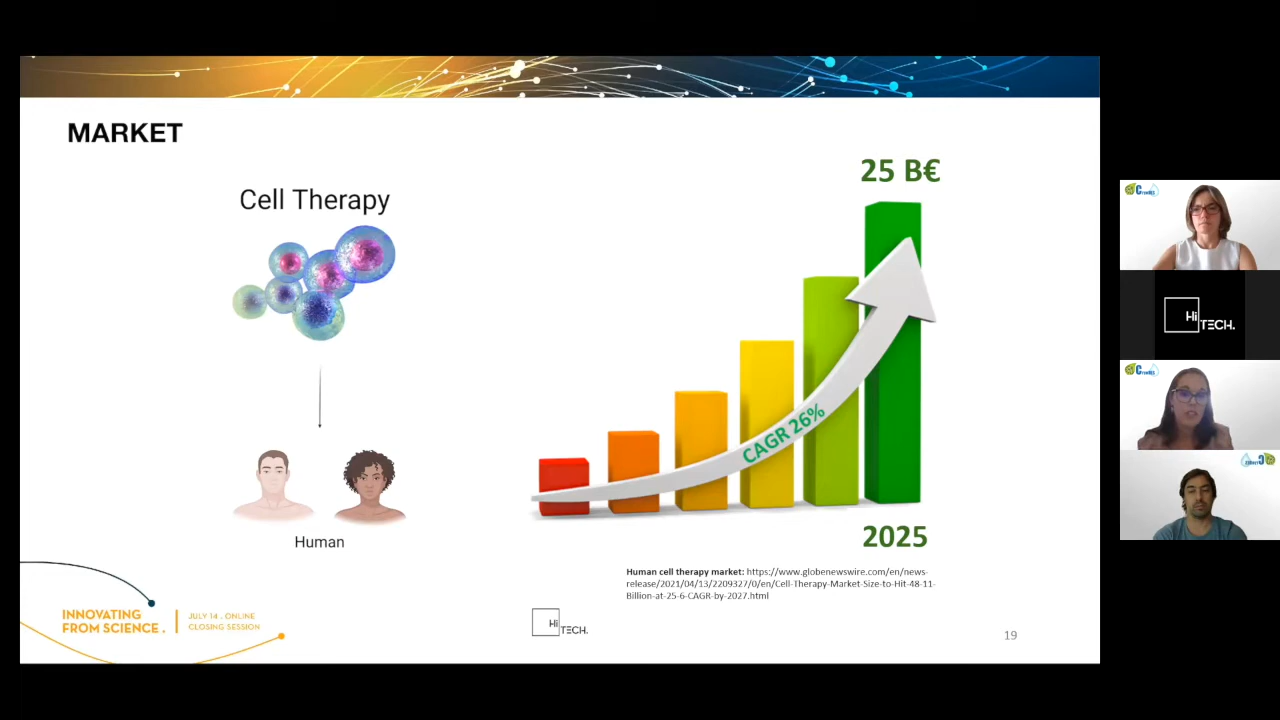 MARKET
Cell Therapy
Human
25 B€
CAGR 26%
2025
Human cell therapy market: https://www.globenewswire.com/en/news-
release/2021/04/13/2209327/0/en/Cell-Therapy-Market-Size-to-Hit-48-11-
Billion-at-25-6-CAGR-by-2027.html
INNOVATING
FROM SCIENCE .
JULY 14 . ONLINE
CLOSING SESSION
Hi
TECH.
19
Hi
TECH.